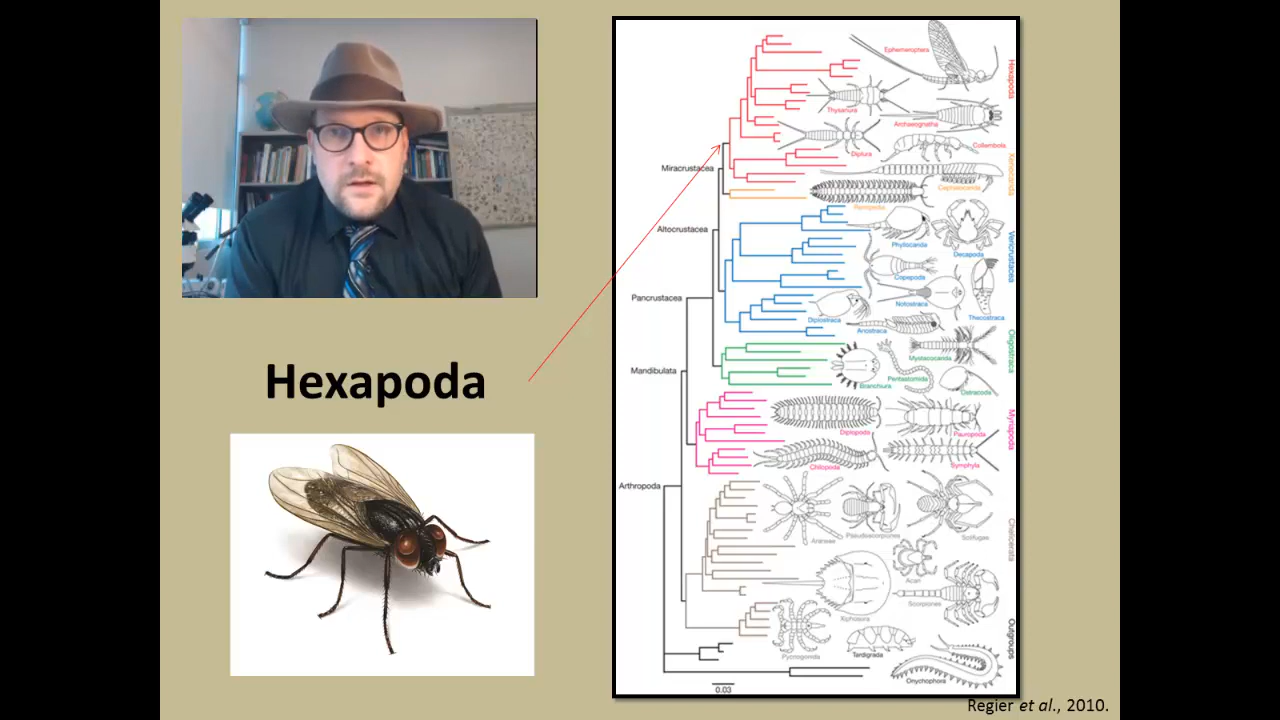 Hexapoda
Ephemeroptera
Hexapoda
Thysanura
Archaeognatha
Collembola
Diplura
Miracrustacea
Xenocarida
Cephalocarida
Remipedia
Altocrustacea
Vericrustacea
Phyllocarida
Decapoda
Copepoda
Pancrustacea
Notostraca
Diplostraca
Thecostraca
Anostraca
Oligostraca
Mystacocarida
Mandibulata
Pentastomida
Branchiura
Ostracoda
Myriapoda
Diplopoda
Pauropoda
Chilopoda
Symphyla
Arthropoda
Chelicerata
Araneae
Pseudoscorpiones
Solifugae
Acari
Scorpiones
Xiphosura
Outgroups
Pycnogonida
Tardigrada
Onychophora
0.03
Regier et al., 2010.